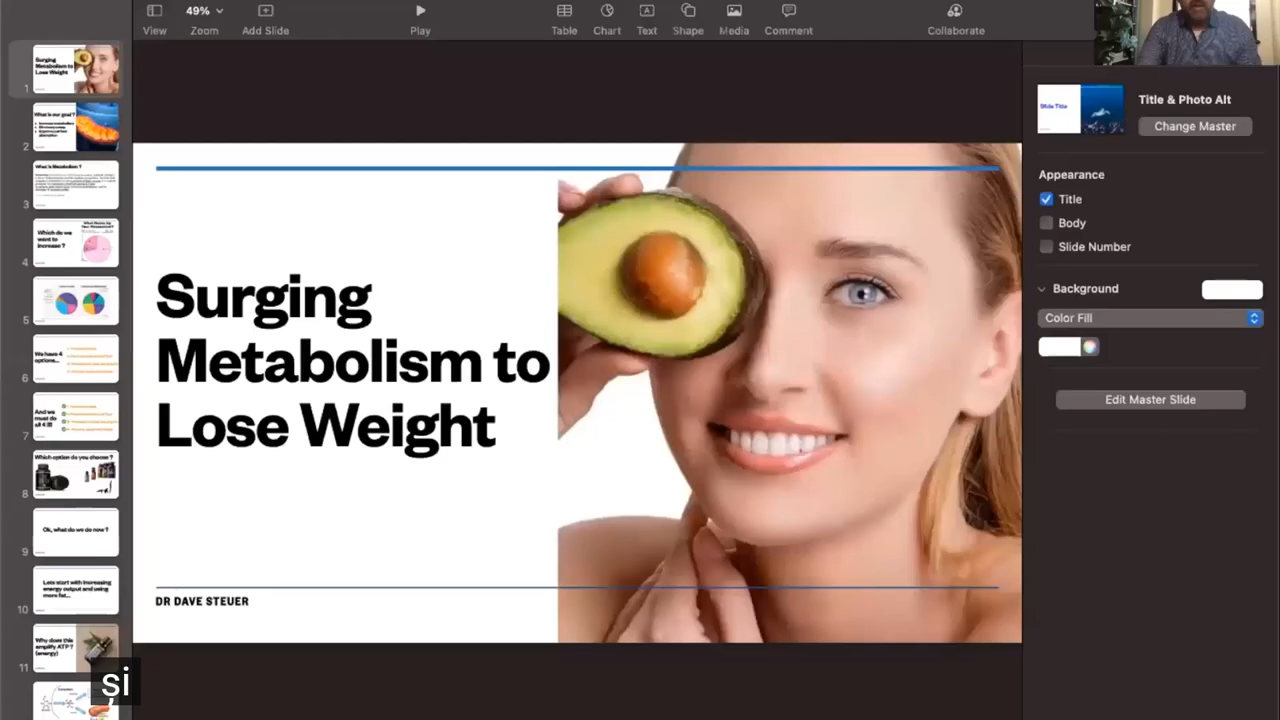 View
49%
Zoom
Add Slide
Play
Table
Chart
Text
Shape
Media
Comment
Collaborate
1
Surging
Metabolism to
Lose Weight
2
What is our goal ?
3
What is Metabolism ?
4
Which do we
want to
increase ?
5
6
We have 4
options...
7
And we
must do
all 4 !!!
8
Which option do you choose ?
9
Ok, what do we do now ?
10
Lets start with increasing
energy output and using
more fat...
11
Why does this
amplify ATP ?
(energy)
Surging
Metabolism to
Lose Weight
DR DAVE STEUER
Slide Title
Title & Photo Alt
Change Master
Appearance
Title
Body
Slide Number
Background
Color Fill
Edit Master Slide
și